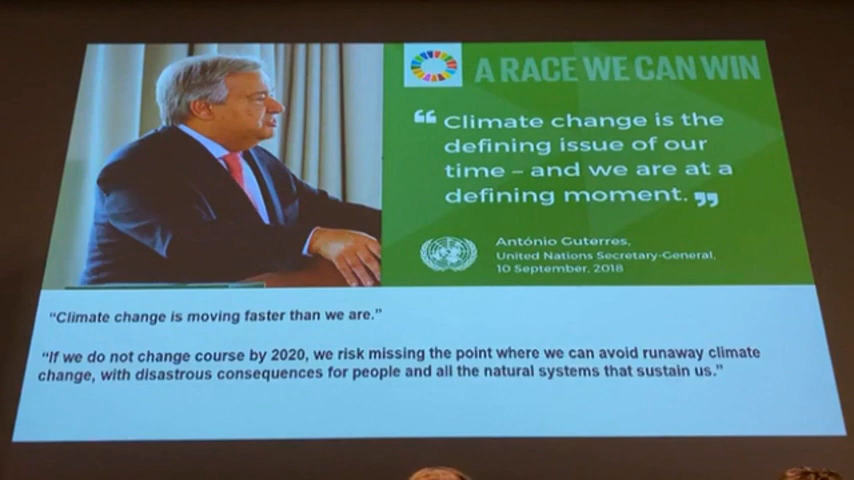 A RACE WE CAN WIN
“ Climate change is the
defining issue of our
time – and we are at a
defining moment. ”
António Guterres,
United Nations Secretary-General,
10 September, 2018
“Climate change is moving faster than we are.”
“If we do not change course by 2020, we risk missing the point where we can avoid runaway climate
change, with disastrous consequences for people and all the natural systems that sustain us.”